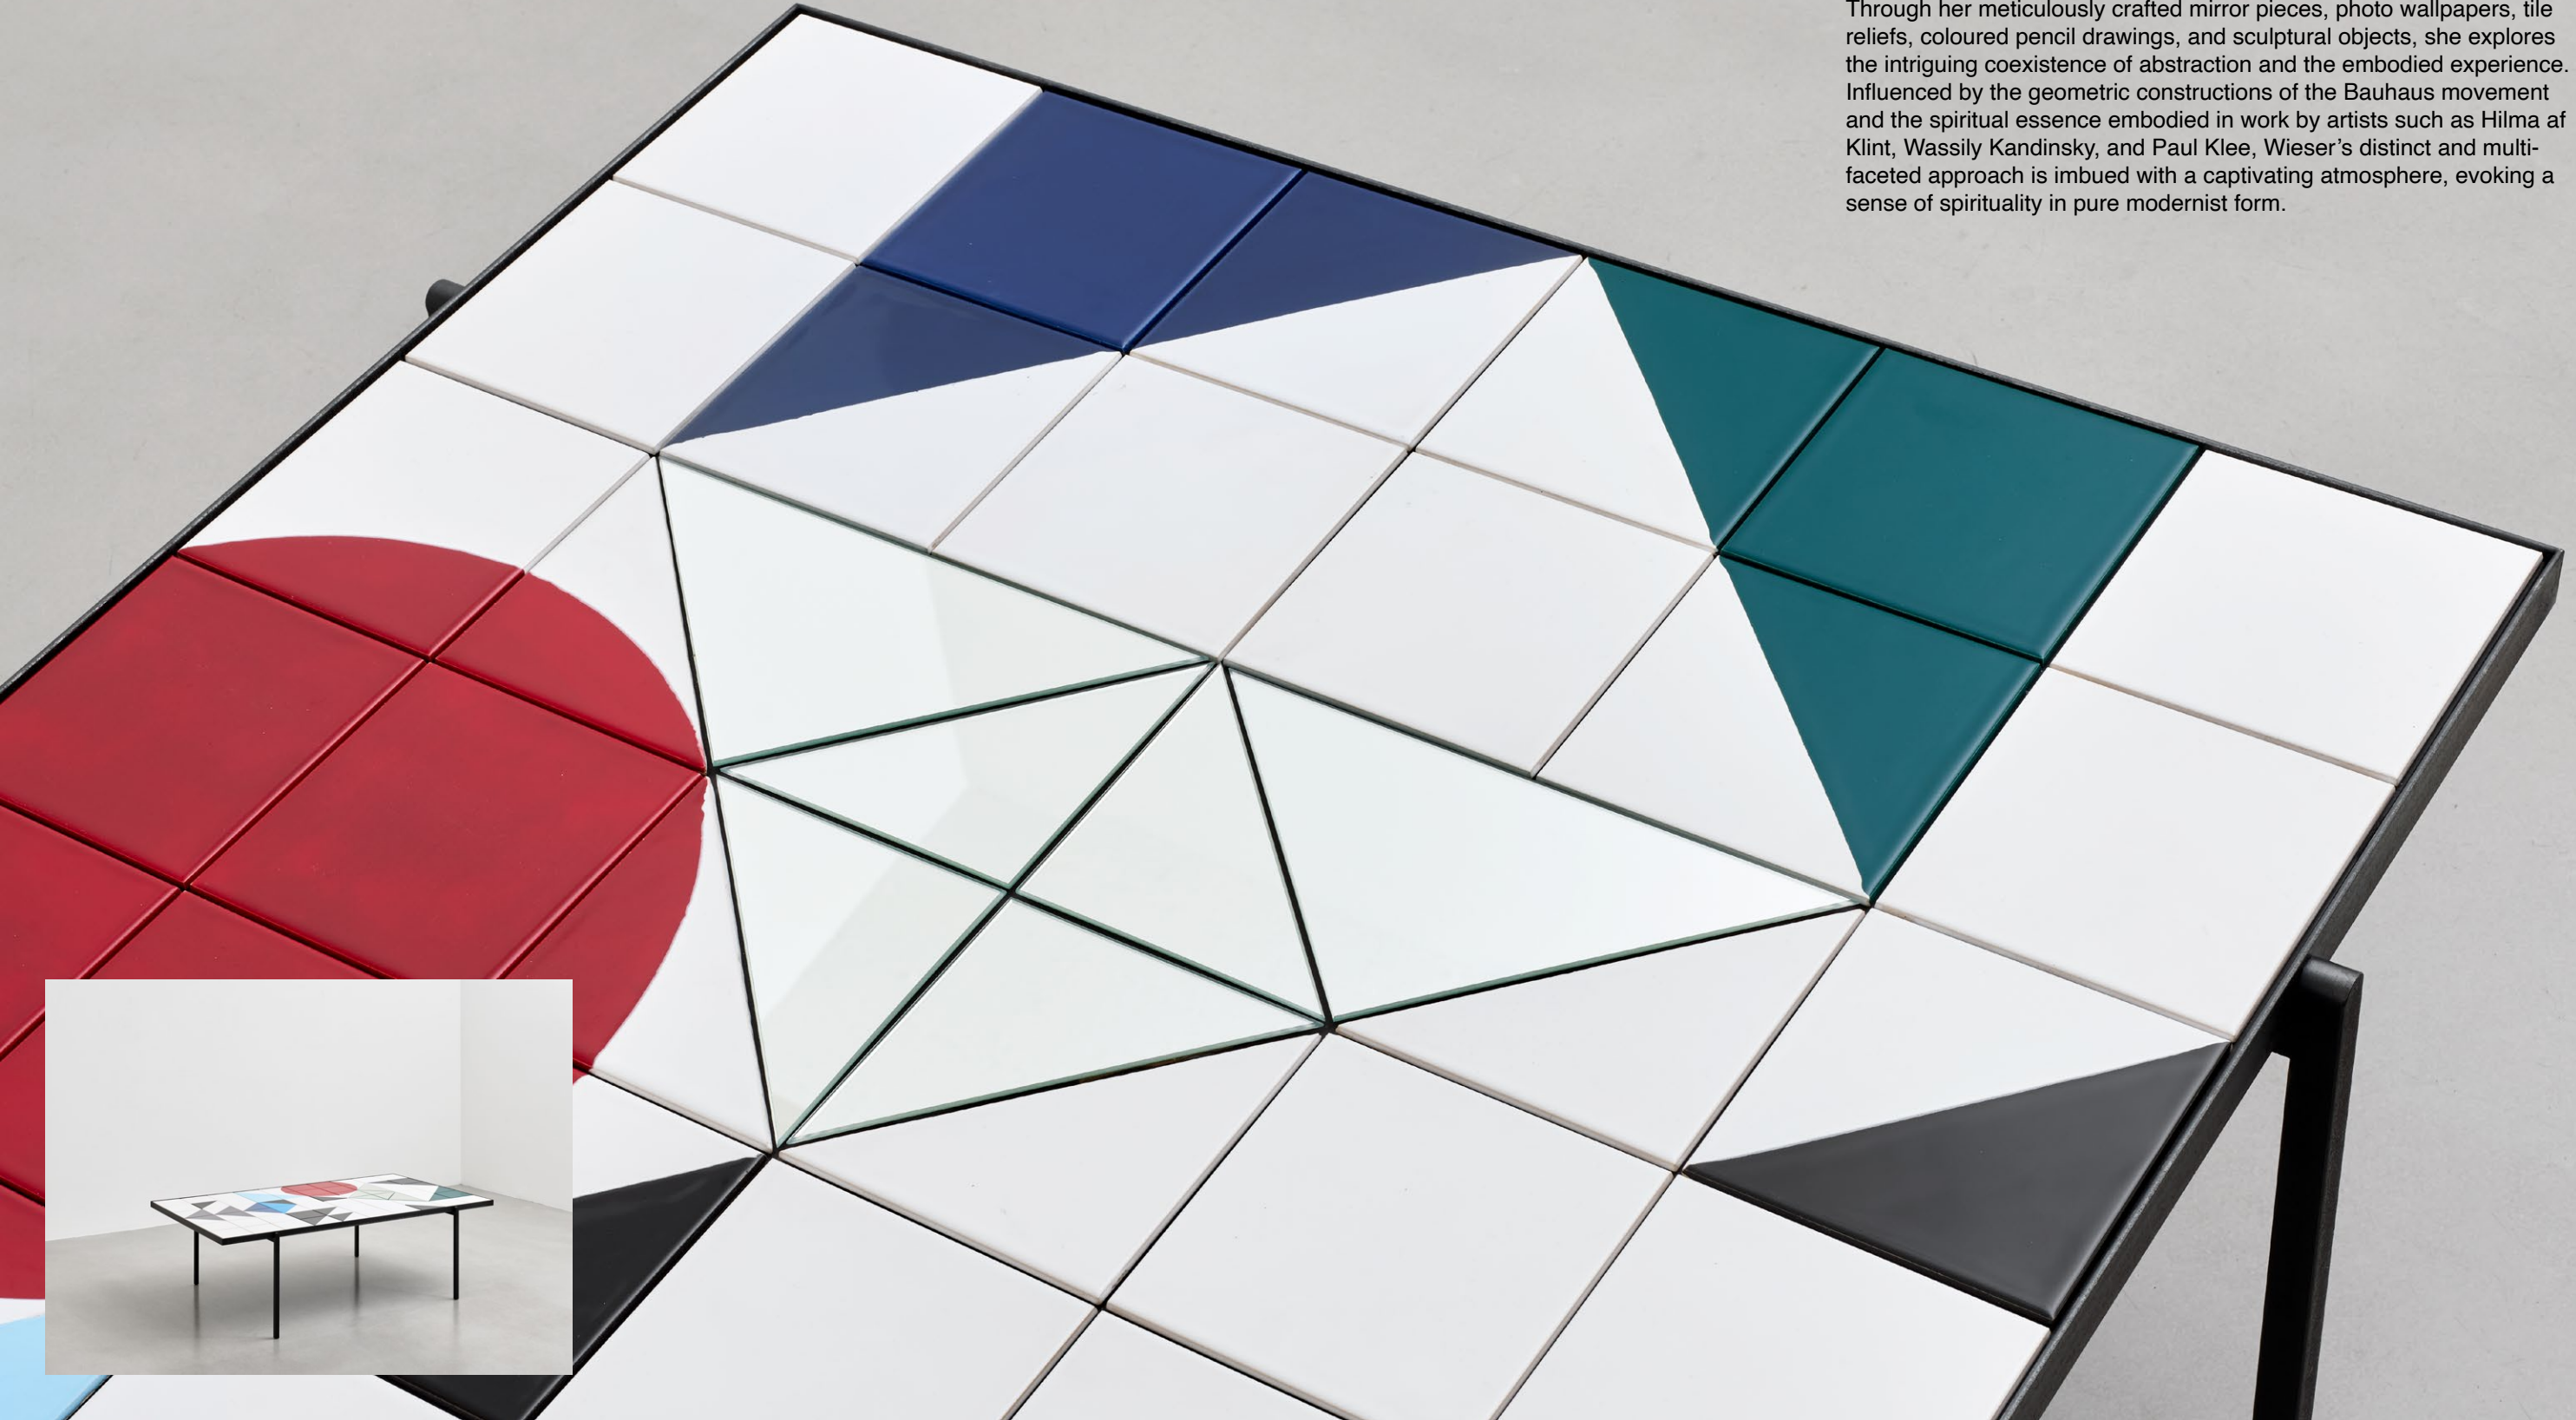 Through her meticulously crafted mirror pieces, photo wallpapers, tile
reliefs, coloured pencil drawings, and sculptural objects, she explores
the intriguing coexistence of abstraction and the embodied experience.
Influenced by the geometric constructions of the Bauhaus movement
and the spiritual essence embodied in work by artists such as Hilma af
Klint, Wassily Kandinsky, and Paul Klee, Wieser’s distinct and multi-
faceted approach is imbued with a captivating atmosphere, evoking a
sense of spirituality in pure modernist form.